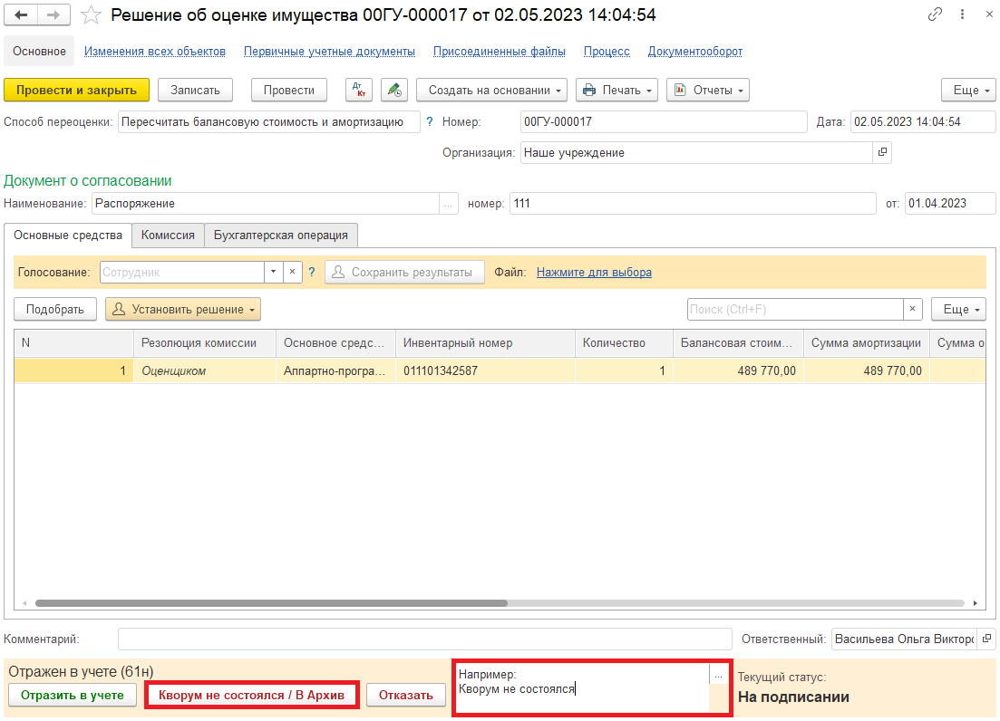 Решение об оценке имущества 00ГУ-000017 от 02.05.2023 14:04:54
Основное Изменения всех объектов Первичные учетные документы Присоединенные файлы Процесс Документооборот
Провести и закрыть Записать Провести Дт Кт Создать на основании Печать Отчеты Еще
Способ переоценки: Пересчитать балансовую стоимость и амортизацию ? Номер: 00ГУ-000017 Дата: 02.05.2023 14:04:54
Организация: Наше учреждение
Документ о согласовании
Наименование: Распоряжение ... номер: 111 от: 01.04.2023
Основные средства Комиссия Бухгалтерская операция
Голосование: Сотрудник × ? Сохранить результаты Файл: Нажмите для выбора
Подобрать Установить решение Поиск (Ctrl+F) × Еще
N Резолюция комиссии Основное средс... Инвентарный номер Количество Балансовая стоим... Сумма амортизации Сумма о
1 Оценщиком Аппартно-програ... 011101342587 1 489 770,00 489 770,00
Комментарий: Ответственный: Васильева Ольга Викторо
Отражен в учете (61н)
Отразить в учете Кворум не состоялся / В Архив Отказать
Например: ...
Кворум не состоялся
Текущий статус:
На подписании